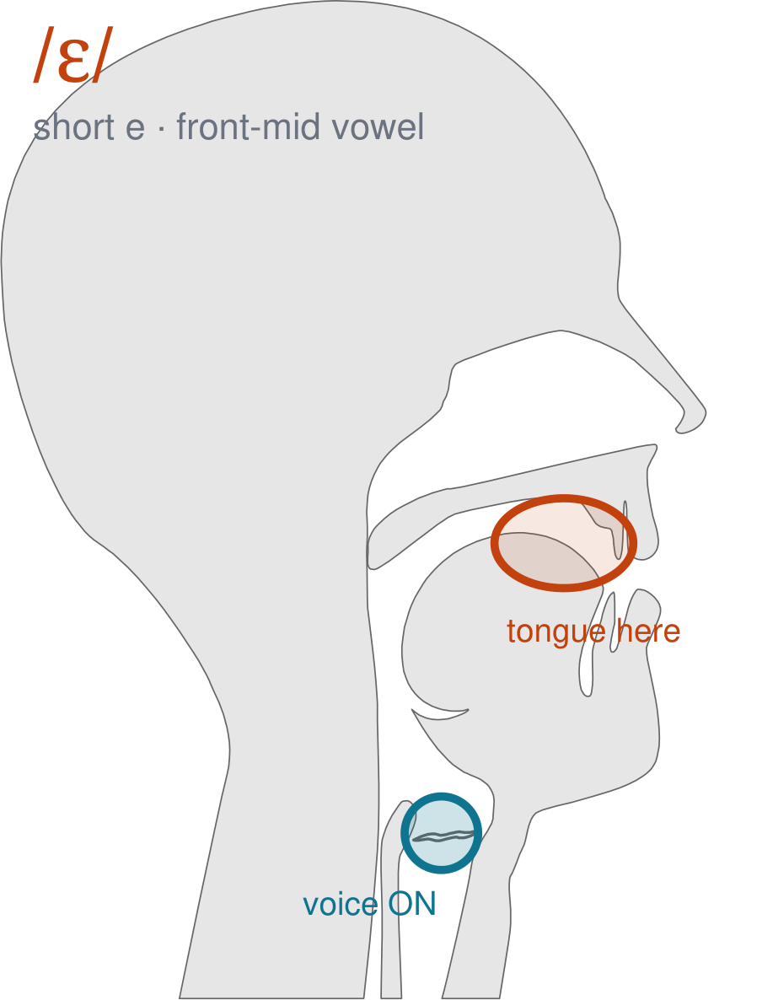 /ɛ/
short e · front-mid vowel
tongue here
voice ON